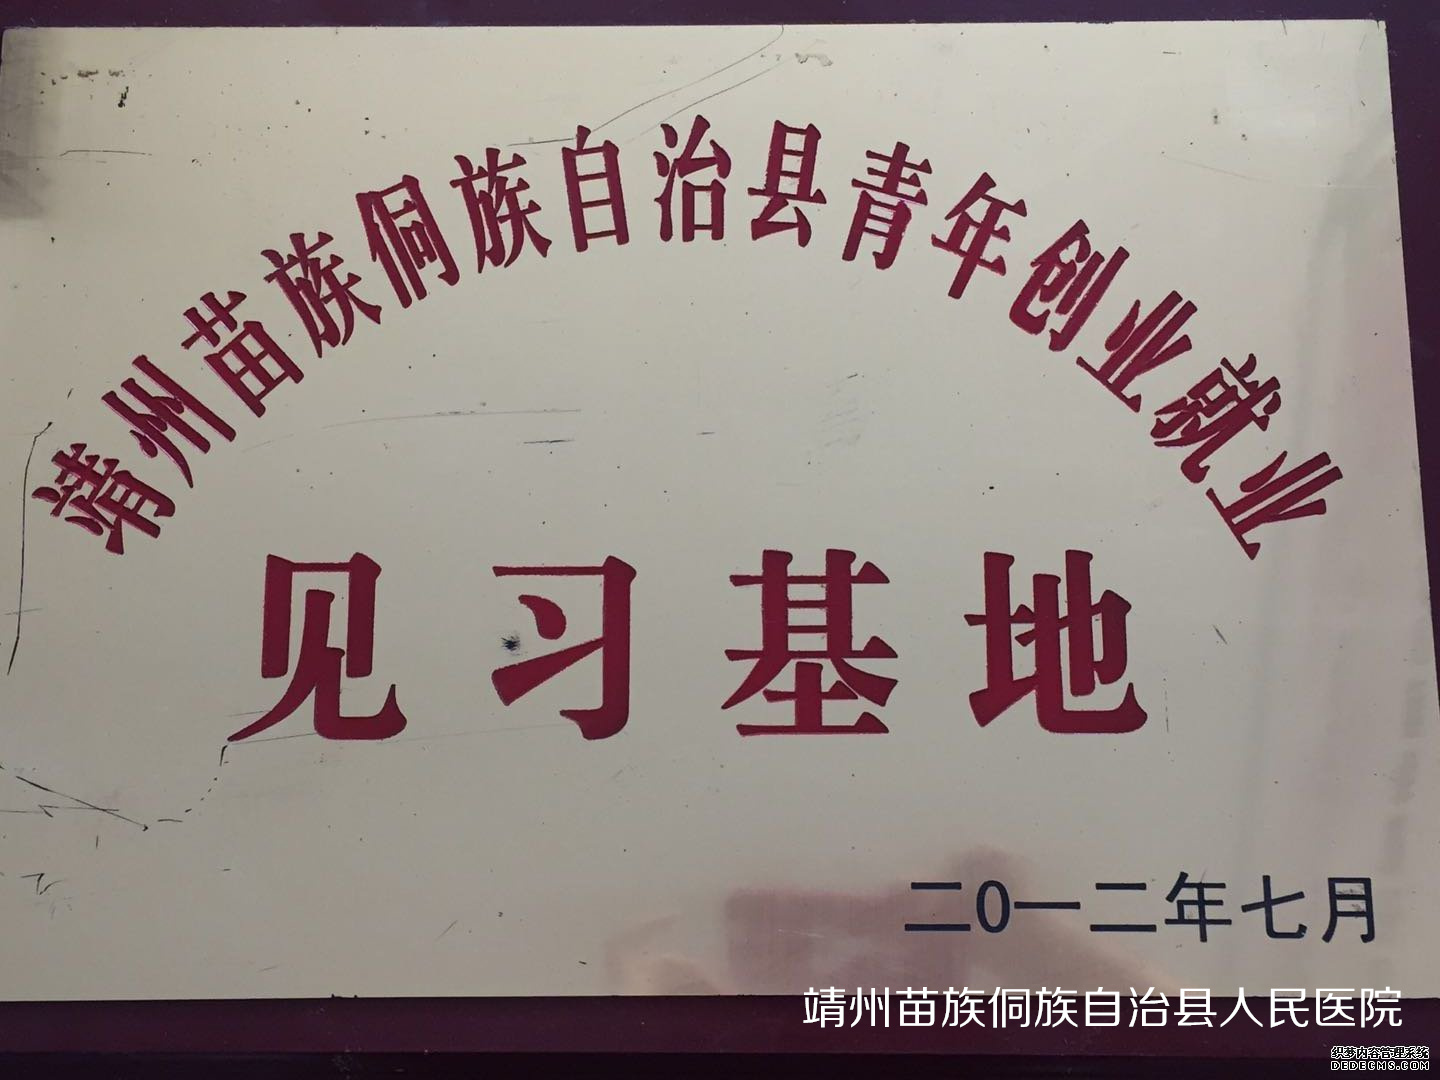 靖州苗族侗族自治县青年创业就业
见习基地
二0一二年七月
靖州苗族侗族自治县人民医院
织梦内容管理系统
DEDECMS.COM